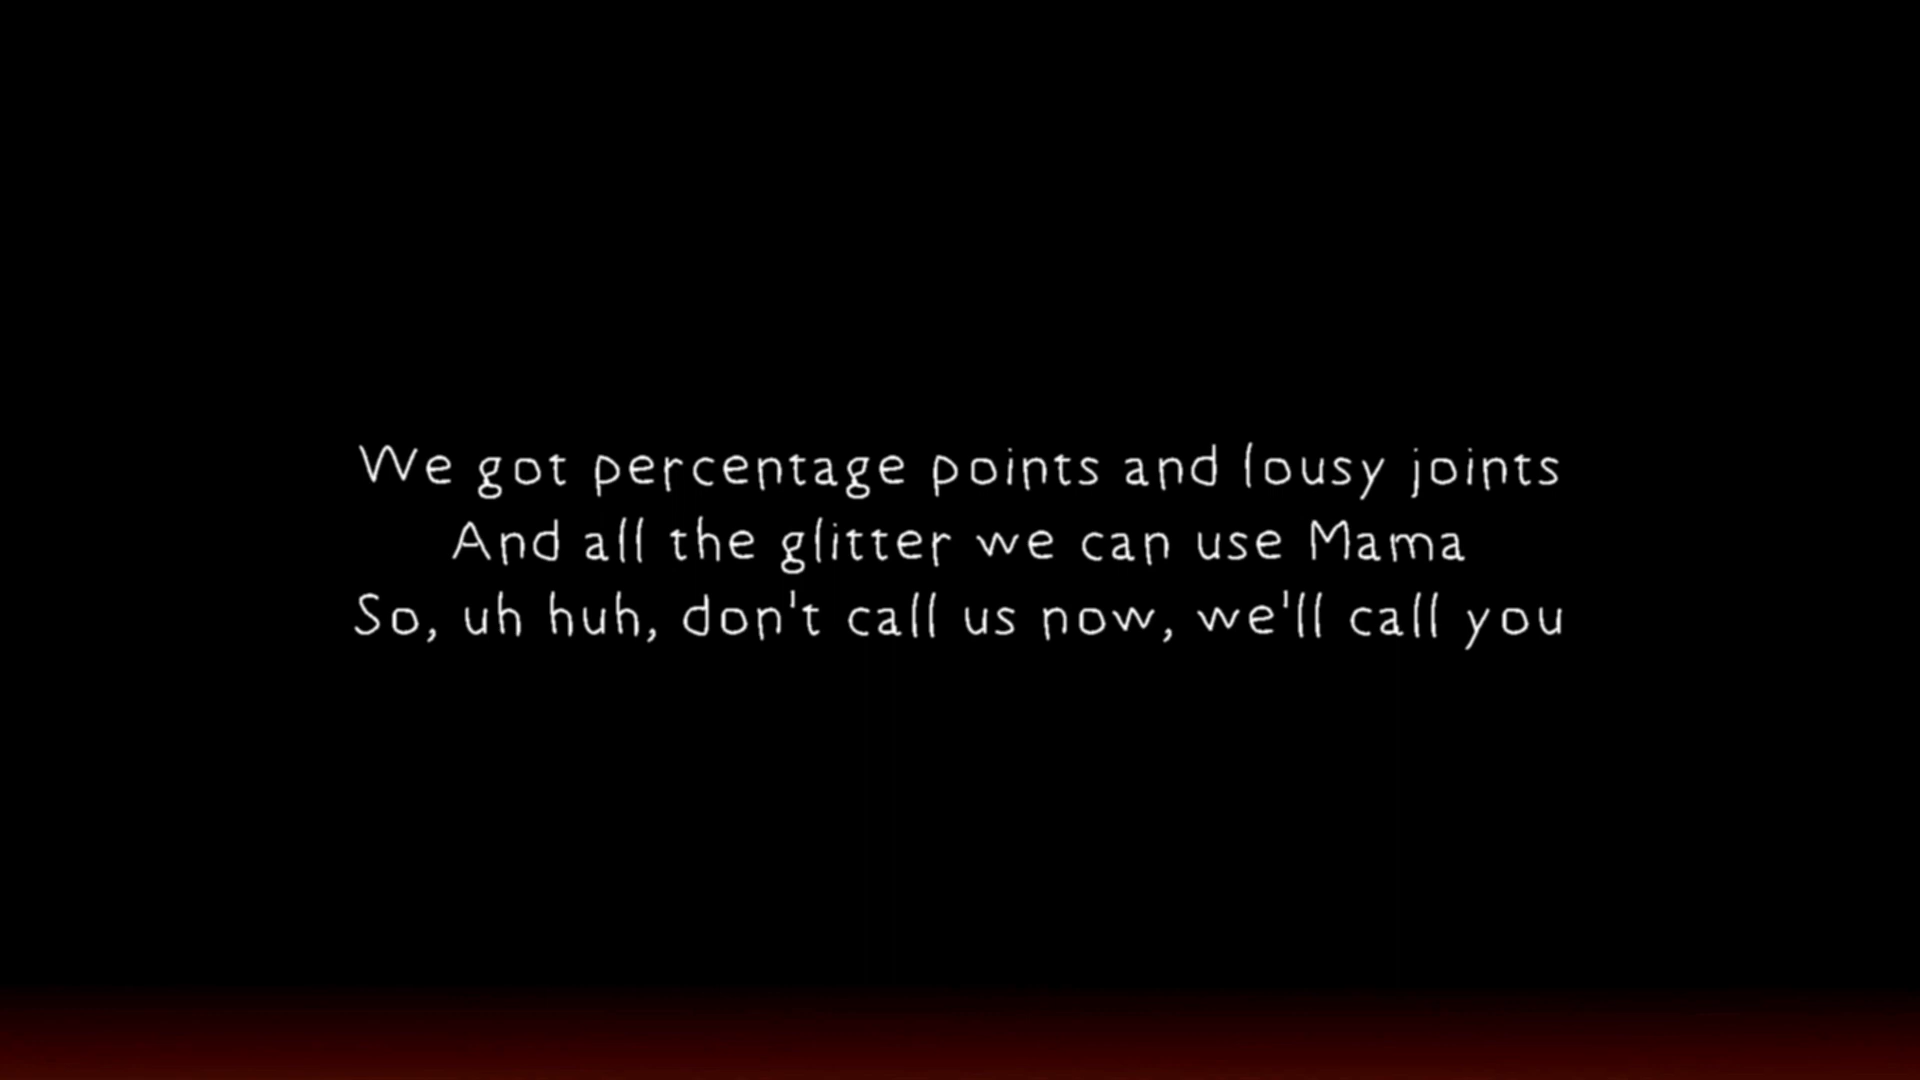 We got percentage points and lousy joints
And all the glitter we can use Mama
So, uh huh, don't call us now, we'll call you